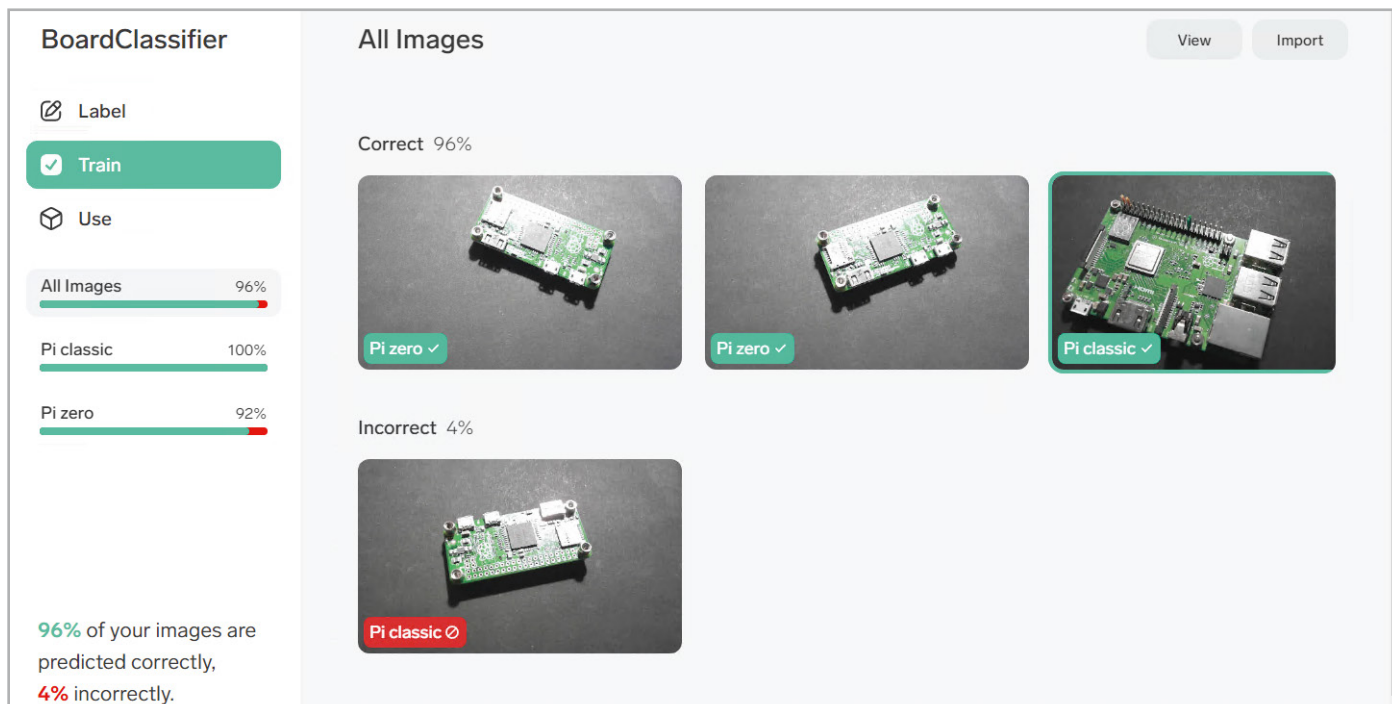 BoardClassifier
Label
Train
Use
All Images 96%
Pi classic 100%
Pi zero 92%
96% of your images are
predicted correctly,
4% incorrectly.
All Images
View Import
Correct 96%
Pi zero
Pi zero
Pi classic
Incorrect 4%
Pi classic